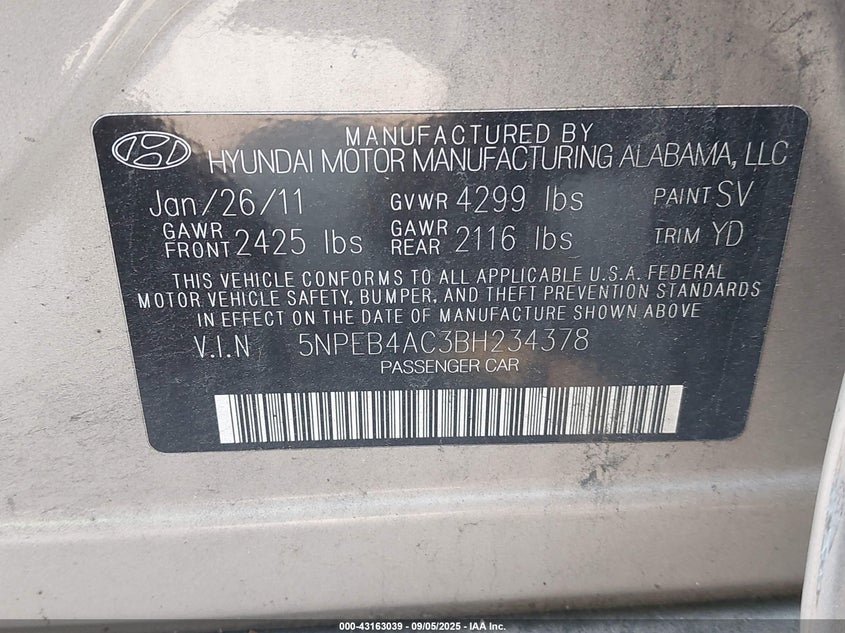 MANUFACTURED BY
HYUNDAI MOTOR MANUFACTURING ALABAMA, LLC
Jan/26/11 GVWR 4299 lbs PAINT SV
GAWR FRONT 2425 lbs GAWR REAR 2116 lbs TRIM YD
THIS VEHICLE CONFORMS TO ALL APPLICABLE U.S.A. FEDERAL
MOTOR VEHICLE SAFETY, BUMPER, AND THEFT PREVENTION STANDARDS
IN EFFECT ON THE DATE OF MANUFACTURE SHOWN ABOVE
V.I.N 5NPEB4AC3BH234378
PASSENGER CAR
000-43163039 - 09/05/2025 - IAA Inc.